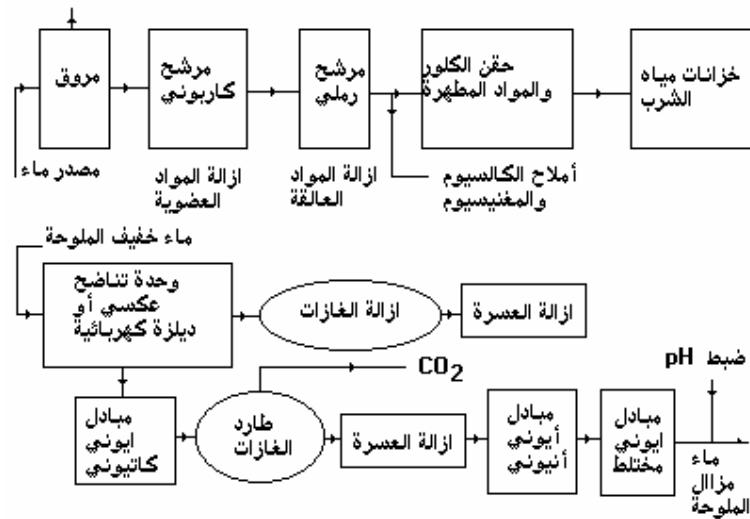 مروق
مرشح
كاربوني
مرشح
رملي
حقن الكلور
والمواد المطهرة
خزانات مياه
الشرب
مصدر ماء
ازالة المواد
العضوية
ازالة المواد
العالقة
أملاح الكالسيوم
والمغنيسيوم
ماء خفيف الملوحة
وحدة تناضح
عكسي أو
ديلزة كهربائية
ازالة الغازات
ازالة العسرة
CO2
ضبط pH
مبادل
ايوني
كاتيوني
طارد
الغازات
ازالة العسرة
مبادل
أيوني
أنيوني
مبادل
ايوني
مختلط
ماء
مزاال
الملوحة